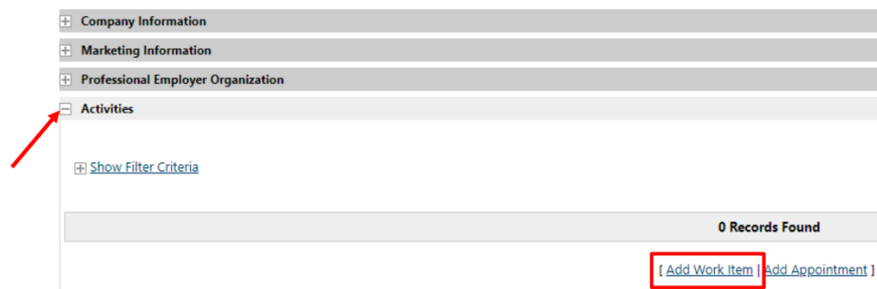 Company Information
Marketing Information
Professional Employer Organization
Activities
Show Filter Criteria
0 Records Found
[ Add Work Item | Add Appointment ]